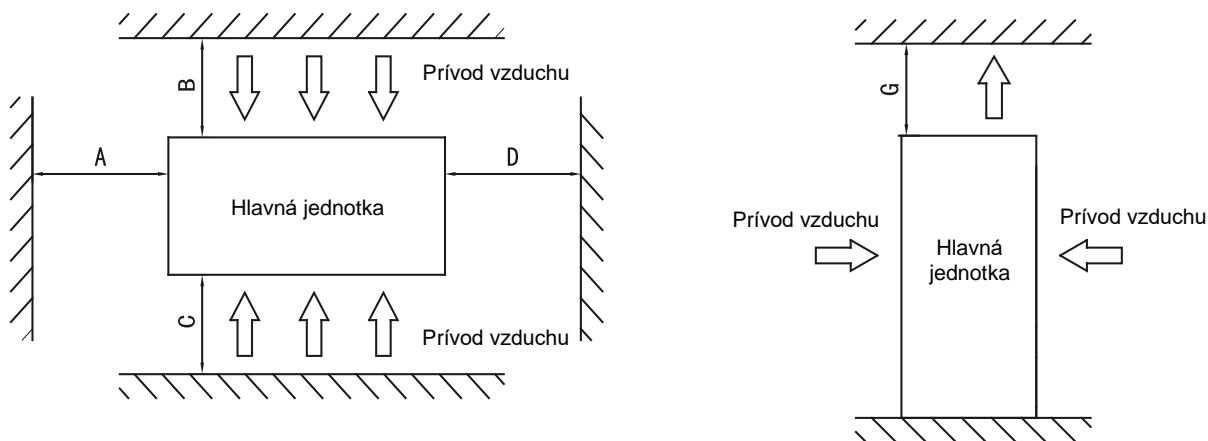 Prívod vzduchu
B
A
D
Hlavná jednotka
C
Prívod vzduchu
G
Prívod vzduchu
Prívod vzduchu
Hlavná
jednotka